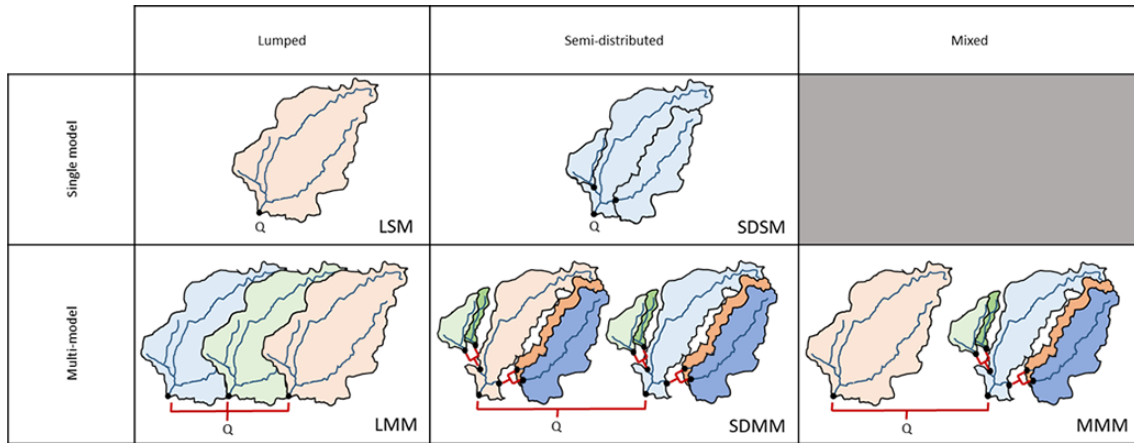 Lumped
Semi-distributed
Mixed
Single model
Q
LSM
Q
SDSM
Multi-model
Q
LMM
Q
SDMM
Q
MMM